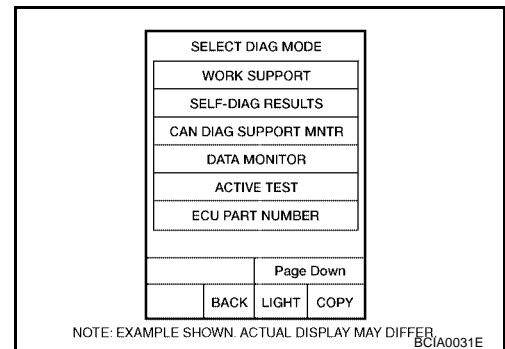 SELECT DIAG MODE
WORK SUPPORT
SELF-DIAG RESULTS
CAN DIAG SUPPORT MNTR
DATA MONITOR
ACTIVE TEST
ECU PART NUMBER
Page Down
BACK LIGHT COPY
NOTE: EXAMPLE SHOWN. ACTUAL DISPLAY MAY DIFFER.
BCIA0031E